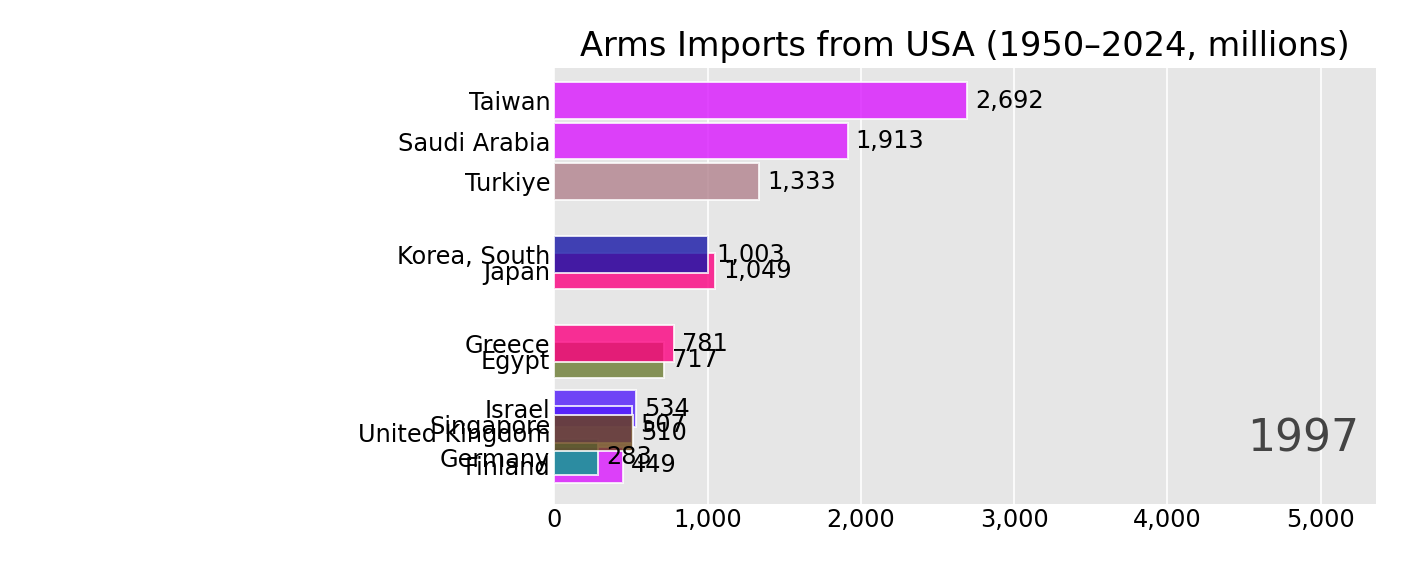 Arms Imports from USA (1950–2024, millions)
Taiwan 2,692
Saudi Arabia 1,913
Turkiye 1,333
Korea, South 1,003
Japan 1,049
Greece 781
Egypt 717
Israel 534
Singapore 507
United Kingdom 510
Germany 283
Finland 449
1997
0 1,000 2,000 3,000 4,000 5,000